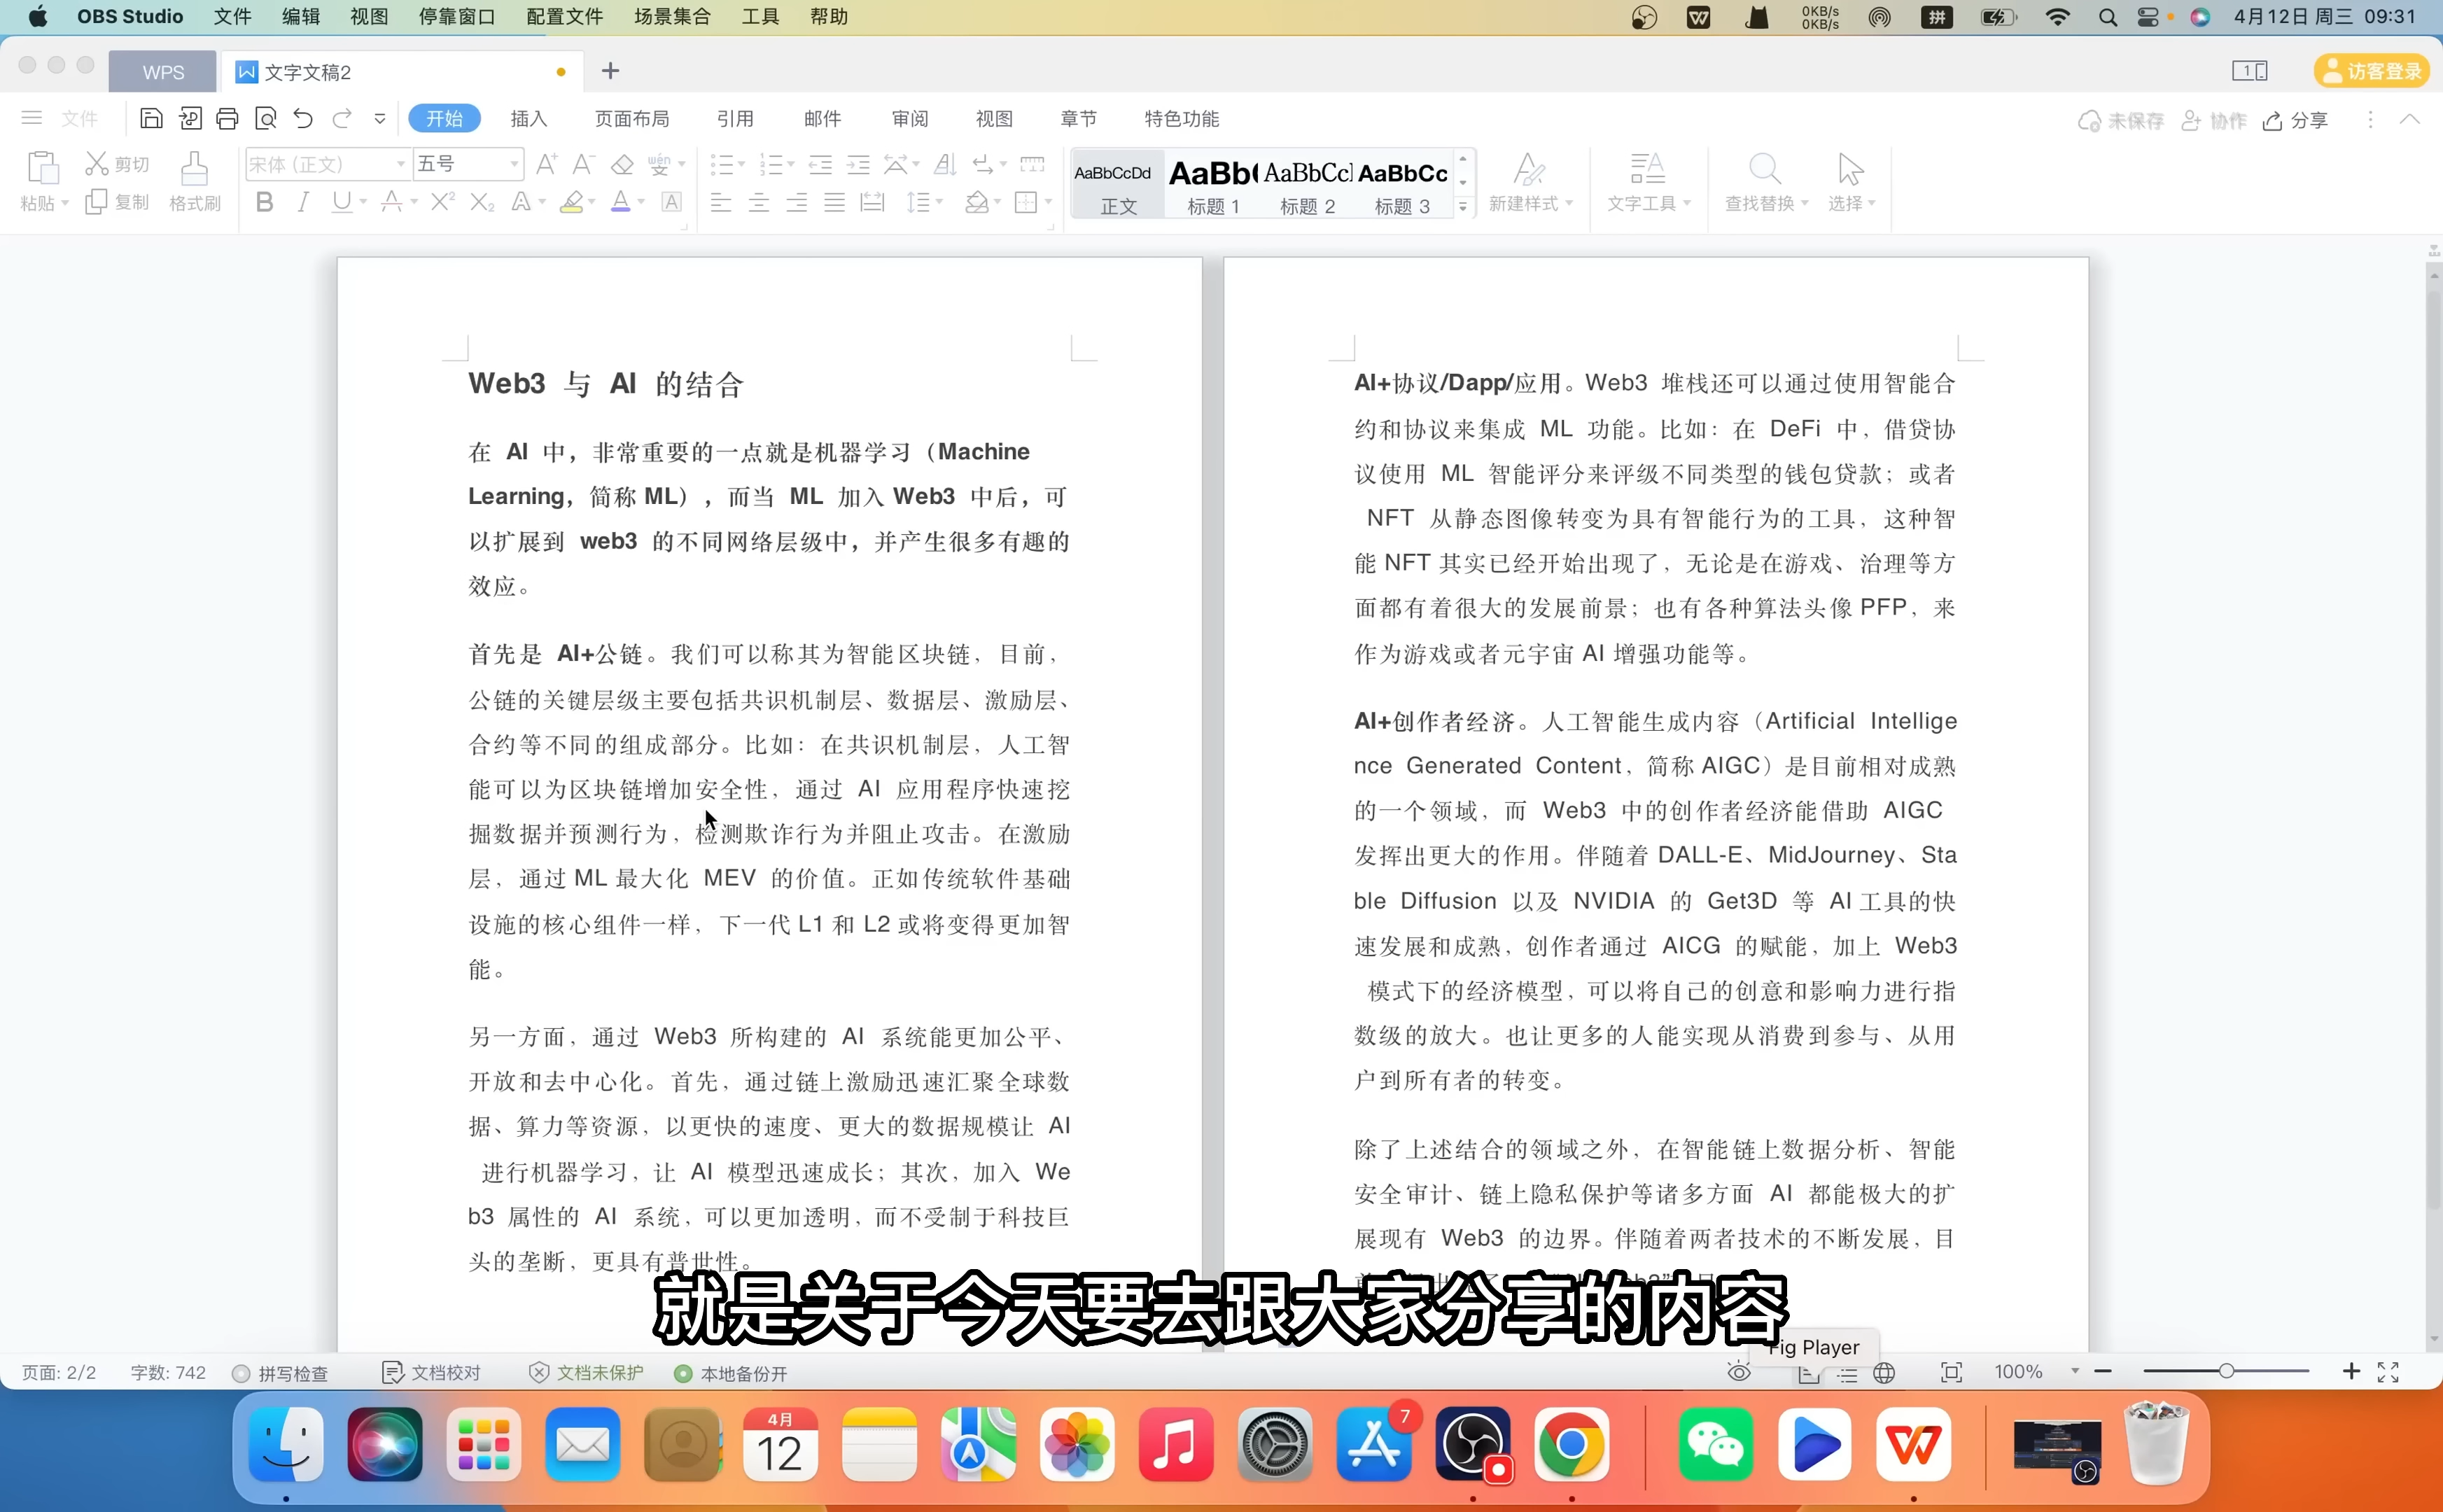 OBS Studio 文件 编辑 视图 停靠窗口 配置文件 场景集合 工具 帮助
0KB/s
0KB/s
拼
4月12日 周三 09:31
WPS 文字文稿2
1
访客登录
文件 开始 插入 页面布局 引用 邮件 审阅 视图 章节 特色功能 未保存 协作 分享
粘贴 剪切 复制 格式刷
宋体 (正文) 五号
AaBbCcDd 正文
AaBb( 标题 1
AaBbCcl 标题 2
AaBbCc 标题 3
新建样式 文字工具 查找替换 选择
Web3 与 AI 的结合
在 AI 中，非常重要的一点就是机器学习（Machine
Learning，简称 ML），而当 ML 加入 Web3 中后，可
以扩展到 web3 的不同网络层级中，并产生很多有趣的
效应。
首先是 AI+公链。我们可以称其为智能区块链，目前，
公链的关键层级主要包括共识机制层、数据层、激励层、
合约等不同的组成部分。比如：在共识机制层，人工智
能可以为区块链增加安全性，通过 AI 应用程序快速挖
掘数据并预测行为，检测欺诈行为并阻止攻击。在激励
层，通过 ML 最大化 MEV 的价值。正如传统软件基础
设施的核心组件一样，下一代 L1 和 L2 或将变得更加智
能。
另一方面，通过 Web3 所构建的 AI 系统能更加公平、
开放和去中心化。首先，通过链上激励迅速汇聚全球数
据、算力等资源，以更快的速度、更大的数据规模让 AI
进行机器学习，让 AI 模型迅速成长；其次，加入 We
b3 属性的 AI 系统，可以更加透明，而不受制于科技巨
头的垄断，更具有普世性。
AI+协议/Dapp/应用。Web3 堆栈还可以通过使用智能合
约和协议来集成 ML 功能。比如：在 DeFi 中，借贷协
议使用 ML 智能评分来评级不同类型的钱包贷款；或者
NFT 从静态图像转变为具有智能行为的工具，这种智
能 NFT 其实已经开始出现了，无论是在游戏、治理等方
面都有着很大的发展前景；也有各种算法头像 PFP，来
作为游戏或者元宇宙 AI 增强功能等。
AI+创作者经济。人工智能生成内容（Artificial Intellige
nce Generated Content，简称 AIGC）是目前相对成熟
的一个领域，而 Web3 中的创作者经济能借助 AIGC
发挥出更大的作用。伴随着 DALL-E、MidJourney、Sta
ble Diffusion 以及 NVIDIA 的 Get3D 等 AI 工具的快
速发展和成熟，创作者通过 AICG 的赋能，加上 Web3
模式下的经济模型，可以将自己的创意和影响力进行指
数级的放大。也让更多的人能实现从消费到参与、从用
户到所有者的转变。
除了上述结合的领域之外，在智能链上数据分析、智能
安全审计、链上隐私保护等诸多方面 AI 都能极大的扩
展现有 Web3 的边界。伴随着两者技术的不断发展，目
就是关于今天要去跟大家分享的内容
Fig Player
页面: 2/2 字数: 742 拼写检查 文档校对 文档未保护 本地备份开 100%
4月
12
7